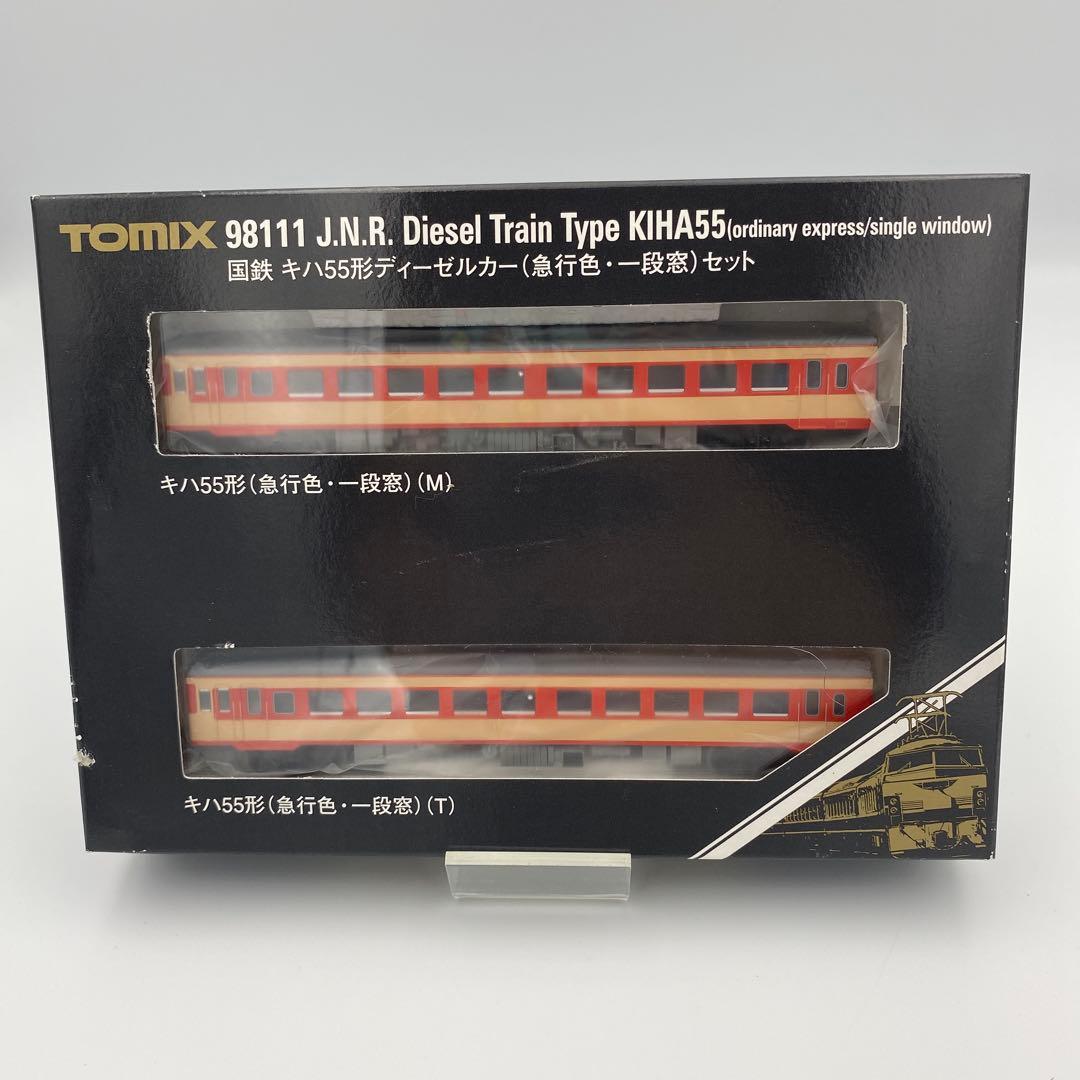 TOMIX 98111 J.N.R. Diesel Train Type KIHA55(ordinary express/single window)
国鉄 キハ55形ディーゼルカー(急行色・一段窓)セット
キハ55形(急行色・一段窓)(M)
キハ55形(急行色・一段窓)(T)